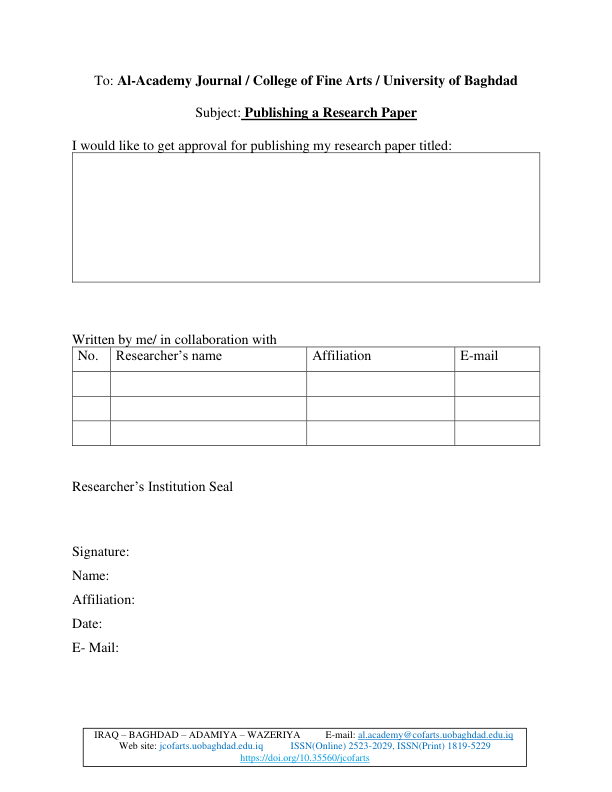 To: Al-Academy Journal / College of Fine Arts / University of Baghdad
Subject: Publishing a Research Paper
I would like to get approval for publishing my research paper titled:
Written by me/ in collaboration with
No. Researcher’s name Affiliation E-mail
Researcher’s Institution Seal
Signature:
Name:
Affiliation:
Date:
E- Mail:
IRAQ – BAGHDAD – ADAMIYA – WAZERIYA E-mail: al.academy@cofarts.uobaghdad.edu.iq
Web site: jcofarts.uobaghdad.edu.iq ISSN(Online) 2523-2029, ISSN(Print) 1819-5229
https://doi.org/10.35560/jcofarts